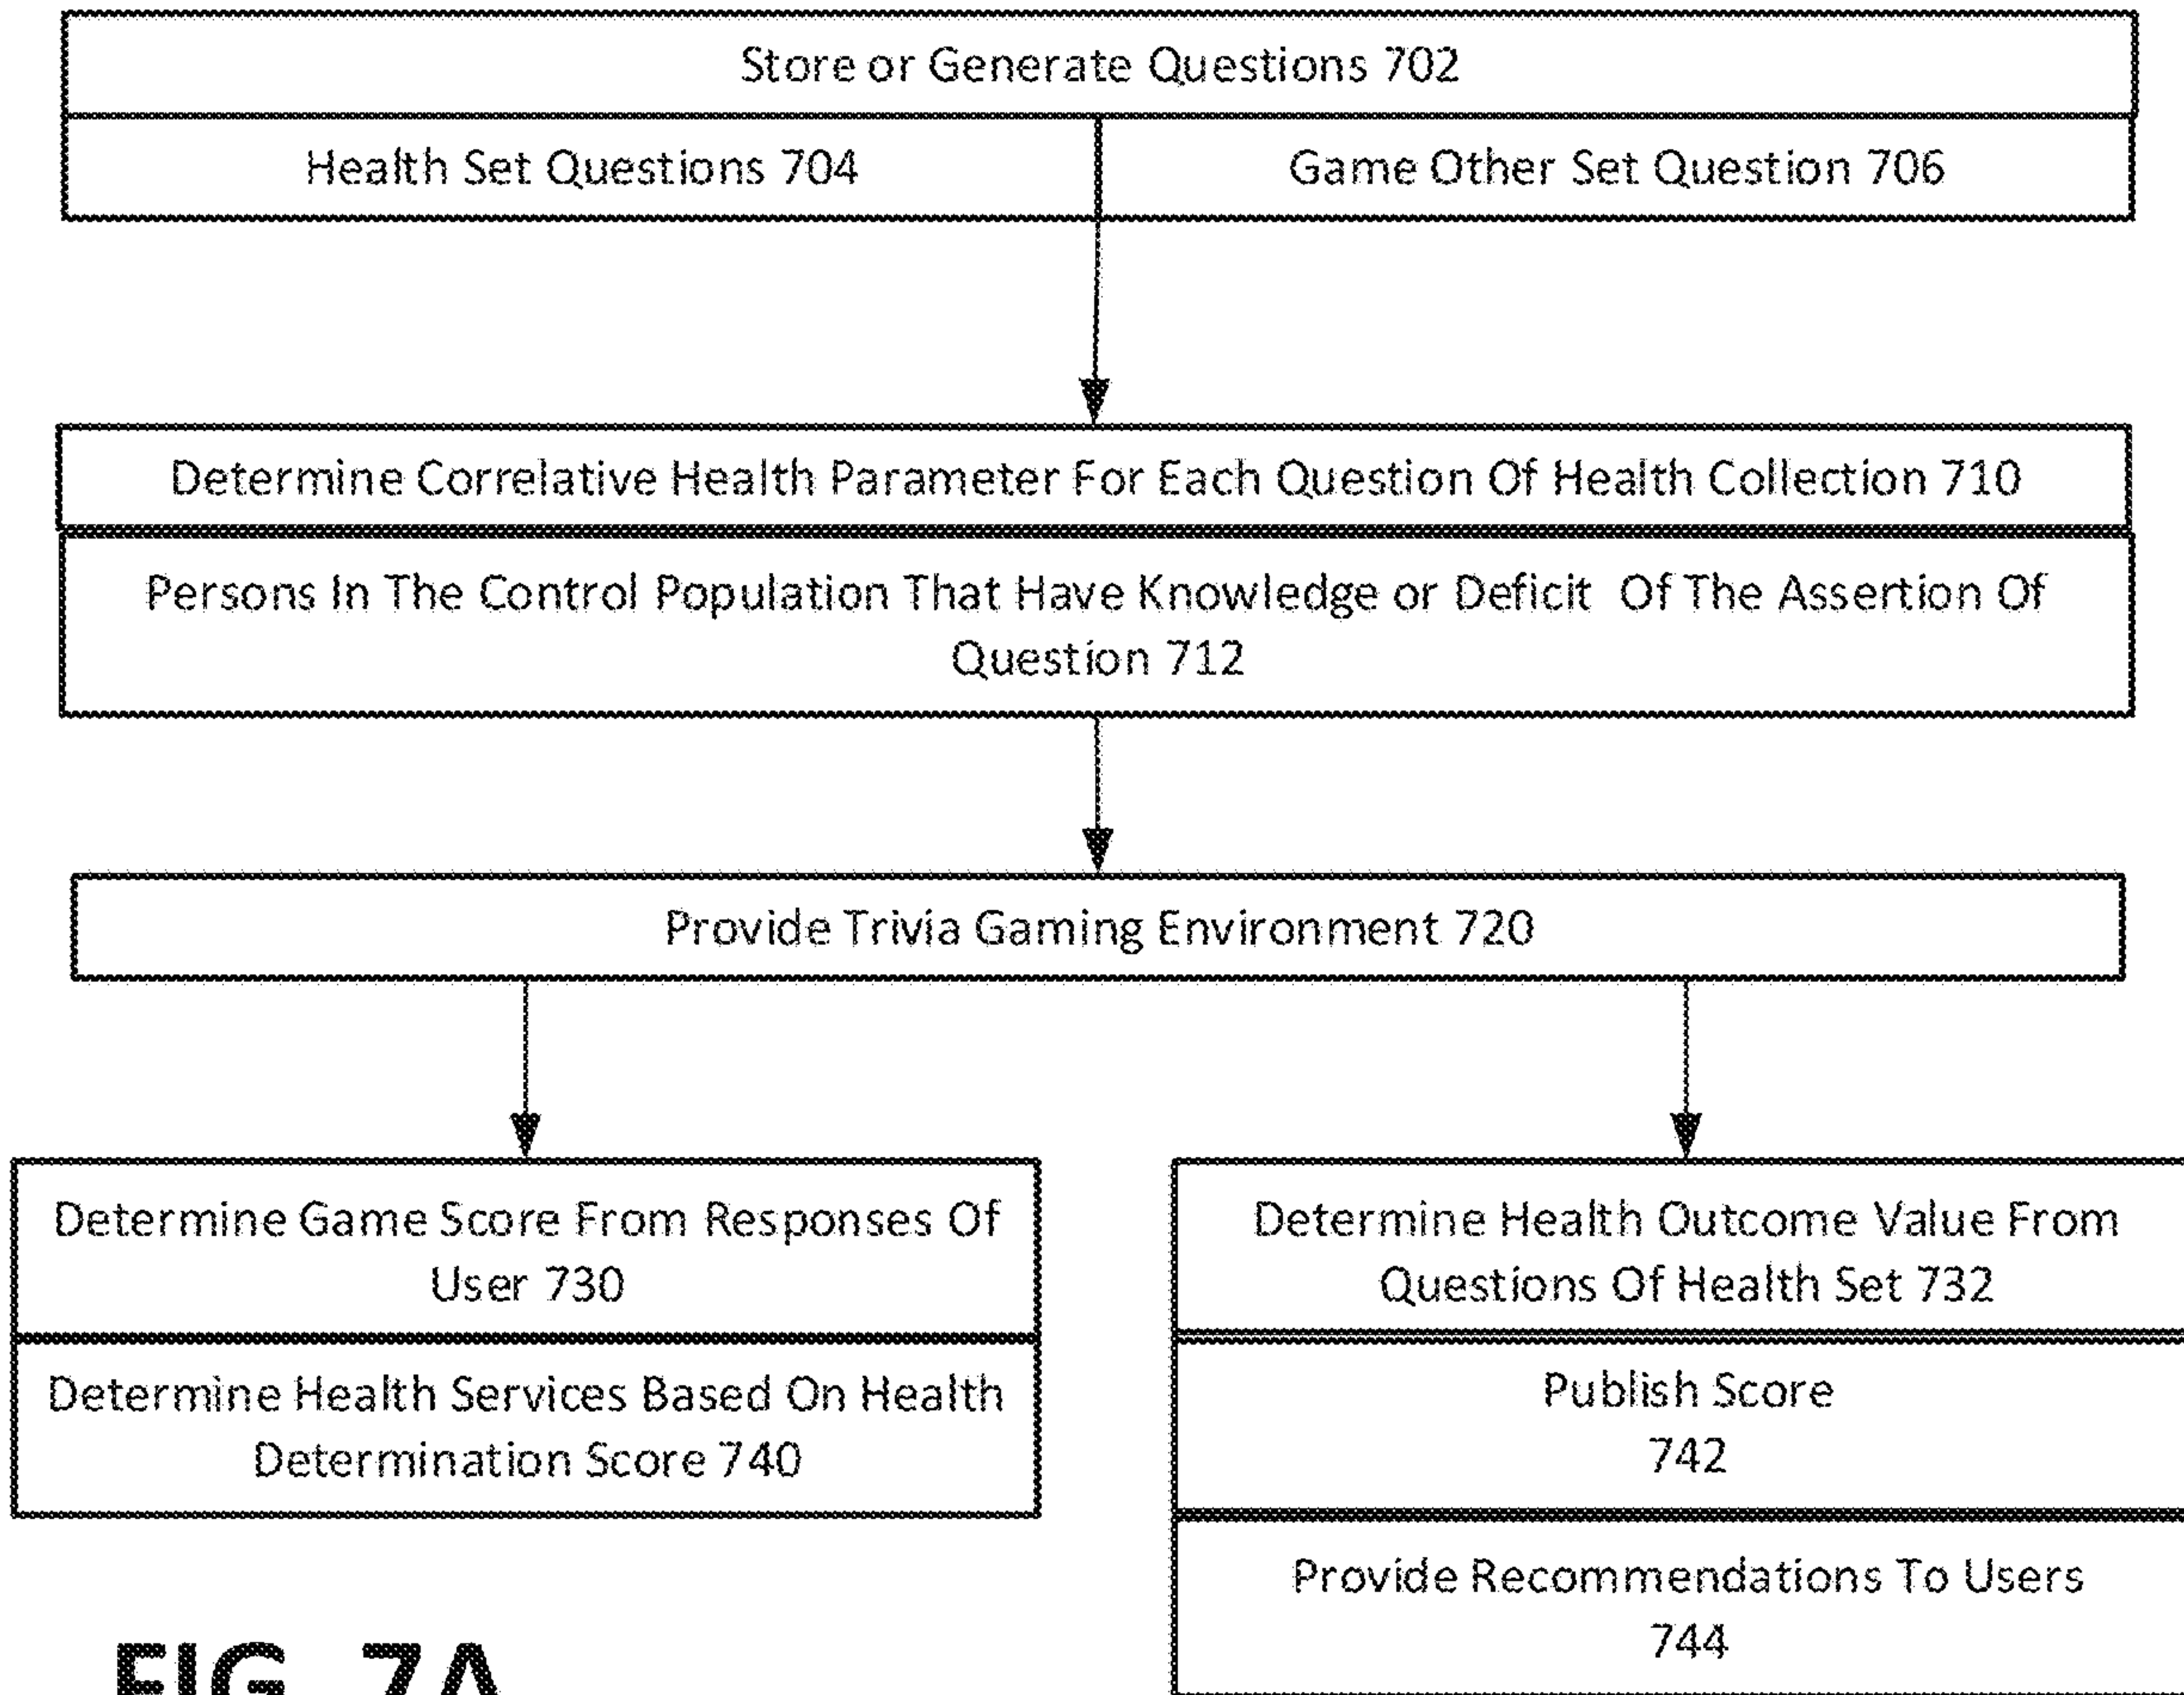 Store or Generate Questions 702
Health Set Questions 704
Game Other Set Question 706
Determine Correlative Health Parameter For Each Question Of Health Collection 710
Persons In The Control Population That Have Knowledge or Deficit Of The Assertion Of
Question 712
Provide Trivia Gaming Environment 720
Determine Game Score From Responses Of
User 730
Determine Health Services Based On Health
Determination Score 740
Determine Health Outcome Value From
Questions Of Health Set 732
Publish Score
742
Provide Recommendations To Users
744
FIG. 7A